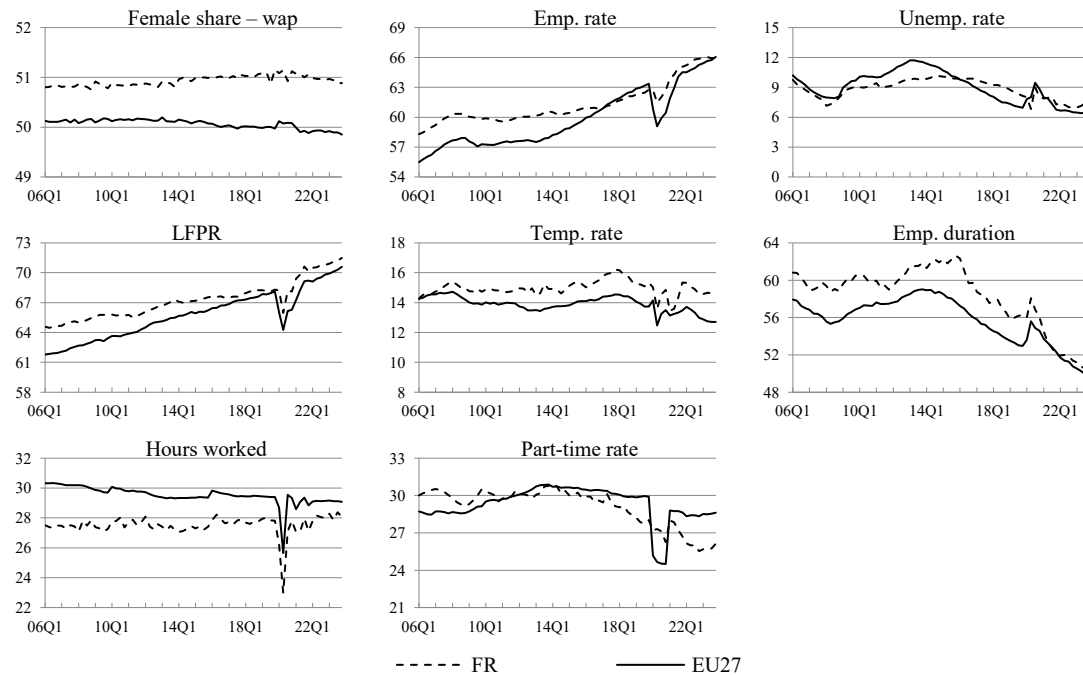 Female share – wap
52
51
50
49
06Q1 10Q1 14Q1 18Q1 22Q1
Emp. rate
69
66
63
60
57
54
06Q1 10Q1 14Q1 18Q1 22Q1
Unemp. rate
15
12
9
6
3
0
06Q1 10Q1 14Q1 18Q1 22Q1
LFPR
73
70
67
64
61
58
06Q1 10Q1 14Q1 18Q1 22Q1
Temp. rate
18
16
14
12
10
8
06Q1 10Q1 14Q1 18Q1 22Q1
Emp. duration
64
60
56
52
48
06Q1 10Q1 14Q1 18Q1 22Q1
Hours worked
32
30
28
26
24
22
06Q1 10Q1 14Q1 18Q1 22Q1
Part-time rate
33
30
27
24
21
06Q1 10Q1 14Q1 18Q1 22Q1
FR EU27